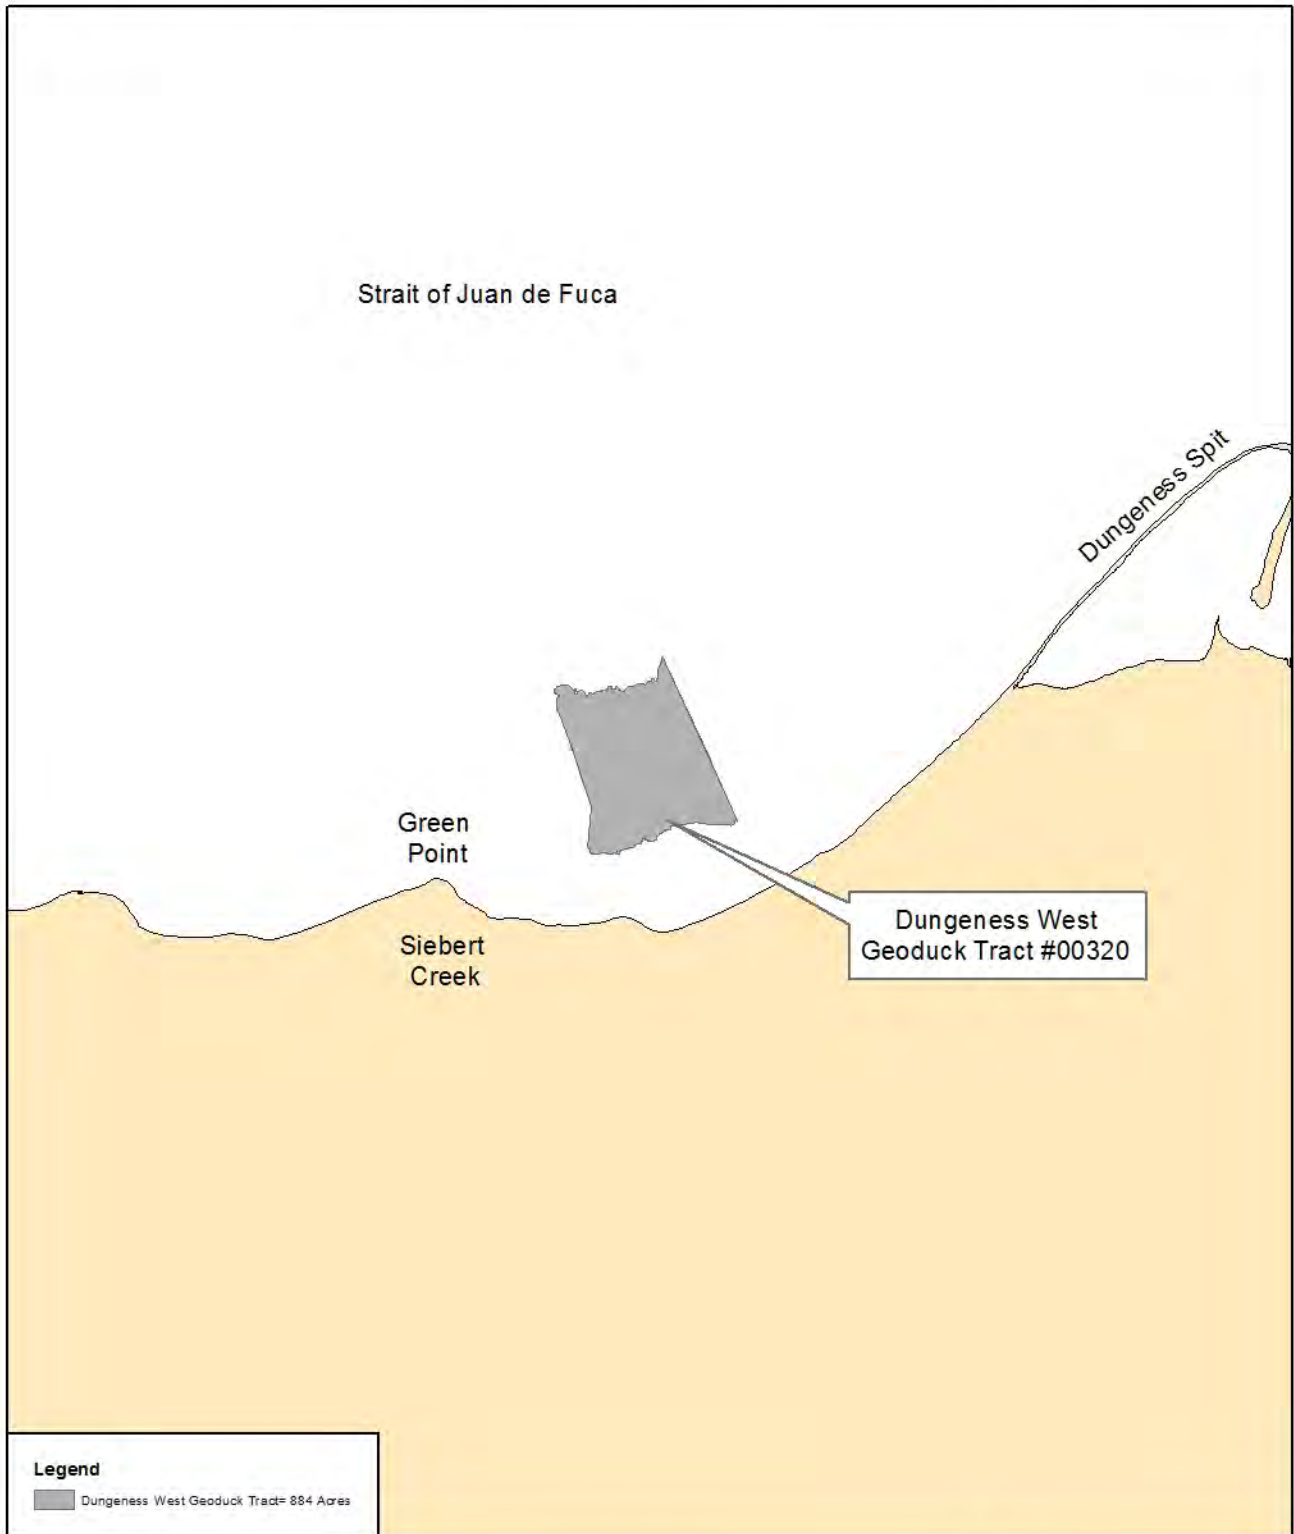 Strait of Juan de Fuca
Dungeness Spit
Green
Point
Siebert
Creek
Dungeness West
Geoduck Tract #00320
Legend
Dungeness West Geoduck Tract= 884 Acres